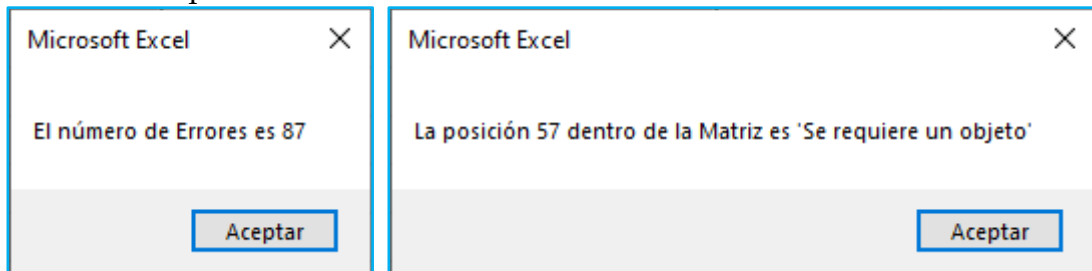 Microsoft Excel
El número de Errores es 87
Aceptar
Microsoft Excel
La posición 57 dentro de la Matriz es 'Se requiere un objeto'
Aceptar